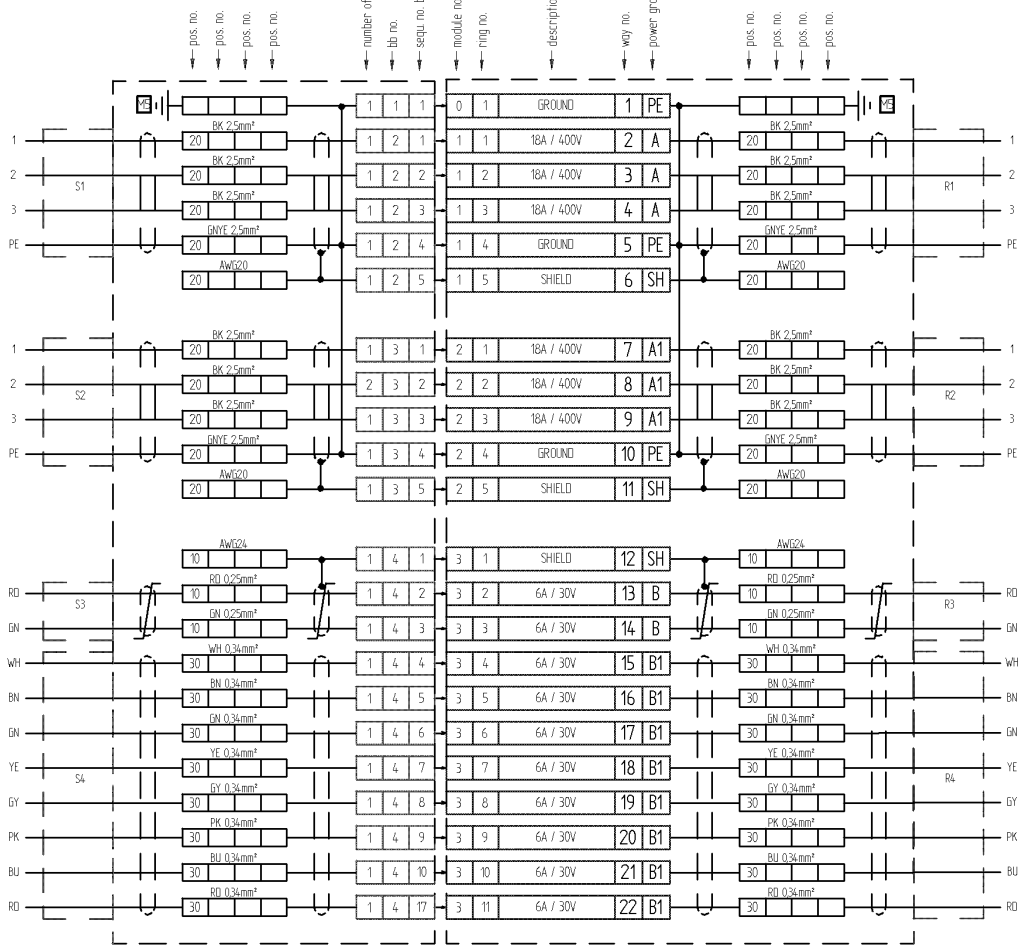 pos. no. pos. no. pos. no. pos. no. number of bb no. sequ. no. b module no ring no. description way no. power gro pos. no. pos. no. pos. no. pos. no.
M5 1 1 1 0 1 GROUND 1 PE M5
BK 2,5mm² BK 2,5mm²
1 20 1 2 1 1 1 18A / 400V 2 A 20 1
BK 2,5mm² BK 2,5mm²
2 20 1 2 2 1 2 18A / 400V 3 A 20 2
S1 R1
BK 2,5mm² BK 2,5mm²
3 20 1 2 3 1 3 18A / 400V 4 A 20 3
GNYE 2,5mm² GNYE 2,5mm²
PE 20 1 2 4 1 4 GROUND 5 PE 20 PE
AWG20 AWG20
20 1 2 5 1 5 SHIELD 6 SH 20
BK 2,5mm² BK 2,5mm²
1 20 1 3 1 2 1 18A / 400V 7 A1 20 1
BK 2,5mm² BK 2,5mm²
2 20 2 3 2 2 2 18A / 400V 8 A1 20 2
S2 R2
BK 2,5mm² BK 2,5mm²
3 20 1 3 3 2 3 18A / 400V 9 A1 20 3
GNYE 2,5mm² GNYE 2,5mm²
PE 20 1 3 4 2 4 GROUND 10 PE 20 PE
AWG20 AWG20
20 1 3 5 2 5 SHIELD 11 SH 20
AWG24 AWG24
10 1 4 1 3 1 SHIELD 12 SH 10
RD 0,25mm² RD 0,25mm²
RD 10 1 4 2 3 2 6A / 30V 13 B 10 RD
S3 R3
GN 0,25mm² GN 0,25mm²
GN 10 1 4 3 3 3 6A / 30V 14 B 10 GN
WH 0,34mm² WH 0,34mm²
WH 30 1 4 4 3 4 6A / 30V 15 B1 30 WH
BN 0,34mm² BN 0,34mm²
BN 30 1 4 5 3 5 6A / 30V 16 B1 30 BN
GN 0,34mm² GN 0,34mm²
GN 30 1 4 6 3 6 6A / 30V 17 B1 30 GN
YE 0,34mm² YE 0,34mm²
YE 30 1 4 7 3 7 6A / 30V 18 B1 30 YE
S4 R4
GY 0,34mm² GY 0,34mm²
GY 30 1 4 8 3 8 6A / 30V 19 B1 30 GY
PK 0,34mm² PK 0,34mm²
PK 30 1 4 9 3 9 6A / 30V 20 B1 30 PK
BU 0,34mm² BU 0,34mm²
BU 30 1 4 10 3 10 6A / 30V 21 B1 30 BU
RD 0,34mm² RD 0,34mm²
RD 30 1 4 17 3 11 6A / 30V 22 B1 30 RD